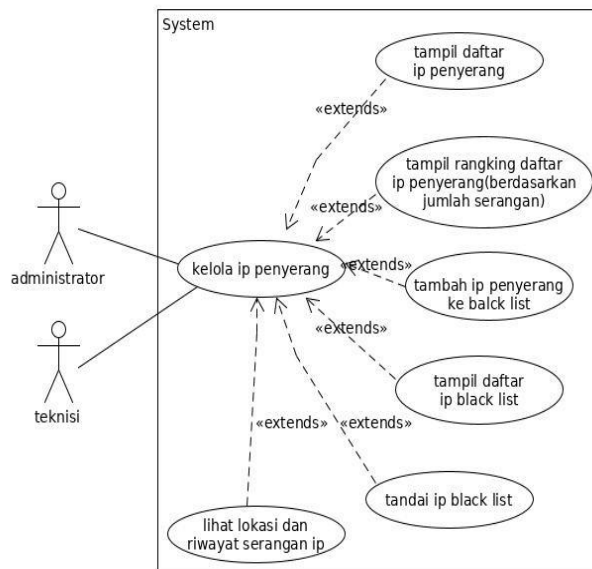 System
tampil daftar
ip penyerang
«extends»
tampil rangking daftar
ip penyerang(berdasarkan
jumlah serangan)
«extends»
administrator
kelola ip penyerang
«extends»
tambah ip penyerang
ke balck list
«extends»
teknisi
tampil daftar
ip black list
«extends»
«extends»
tandai ip black list
lihat lokasi dan
riwayat serangan ip